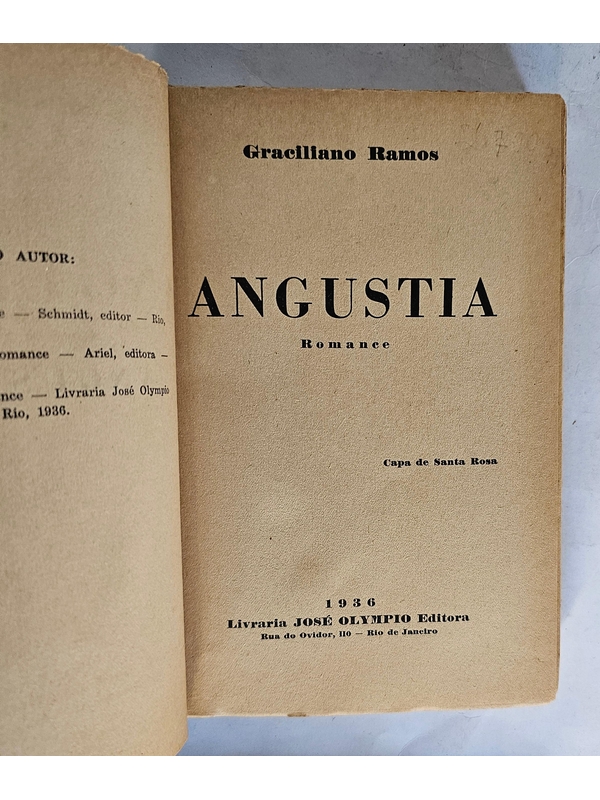 AUTOR:
— Schmidt, editor — Rio,
omance — Ariel, editora —
nce — Livraria José Olympio
Rio, 1936.
Graciliano Ramos
ANGUSTIA
Romance
Capa de Santa Rosa
1936
Livraria JOSÉ OLYMPIO Editora
Rua do Ovidor, 110 — Rio de Janeiro